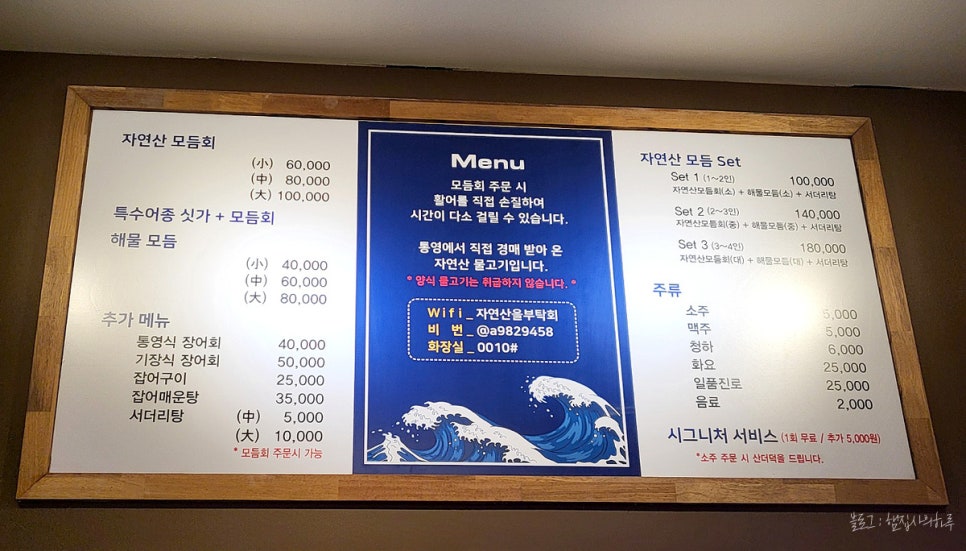 자연산 모듬회
(小) 60,000
(中) 80,000
(大) 100,000
특수어종 싯가 + 모듬회
해물 모듬
(小) 40,000
(中) 60,000
(大) 80,000
추가 메뉴
통영식 장어회 40,000
기장식 장어회 50,000
잡어구이 25,000
잡어매운탕 35,000
서더리탕 (中) 5,000
(大) 10,000
* 모듬회 주문시 가능
Menu
모듬회 주문 시
활어를 직접 손질하여
시간이 다소 걸릴 수 있습니다.
통영에서 직접 경매 받아 온
자연산 물고기입니다.
* 양식 물고기는 취급하지 않습니다. *
Wifi _ 자연산을부탁회
비 번 _ @a9829458
화장실 _ 0010#
자연산 모듬 Set
Set 1 (1~2인) 100,000
자연산모듬회(소) + 해물모듬(소) + 서더리탕
Set 2 (2~3인) 140,000
자연산모듬회(중) + 해물모듬(중) + 서더리탕
Set 3 (3~4인) 180,000
자연산모듬회(대) + 해물모듬(대) + 서더리탕
주류
소주 5,000
맥주 5,000
청하 6,000
화요 25,000
일품진로 25,000
음료 2,000
시그니처 서비스 (1회 무료 / 추가 5,000원)
*소주 주문 시 산더덕을 드립니다.
블로그 : 햄집사의하루